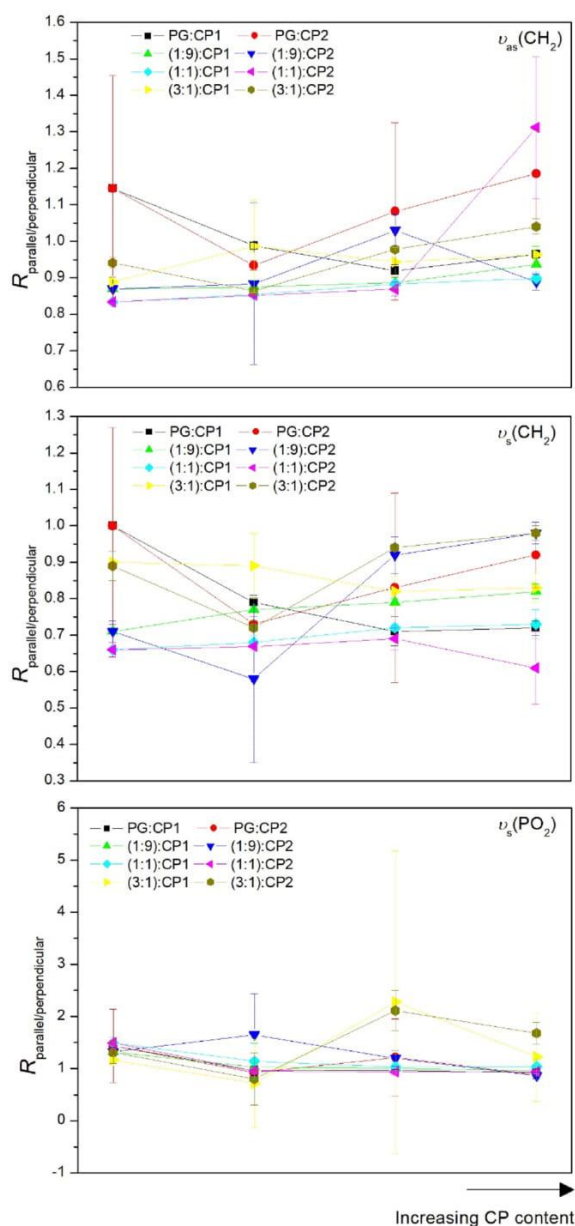 1.6
1.5
1.4
1.3
1.2
1.1
1.0
0.9
0.8
0.7
0.6
R parallel/perpendicular
PG:CP1 PG:CP2
(1:9):CP1 (1:9):CP2
(1:1):CP1 (1:1):CP2
(3:1):CP1 (3:1):CP2
υas(CH2)
1.3
1.2
1.1
1.0
0.9
0.8
0.7
0.6
0.5
0.4
0.3
R parallel/perpendicular
PG:CP1 PG:CP2
(1:9):CP1 (1:9):CP2
(1:1):CP1 (1:1):CP2
(3:1):CP1 (3:1):CP2
υs(CH2)
6
5
4
3
2
1
0
-1
R parallel/perpendicular
PG:CP1 PG:CP2
(1:9):CP1 (1:9):CP2
(1:1):CP1 (1:1):CP2
(3:1):CP1 (3:1):CP2
υs(PO2)
Increasing CP content